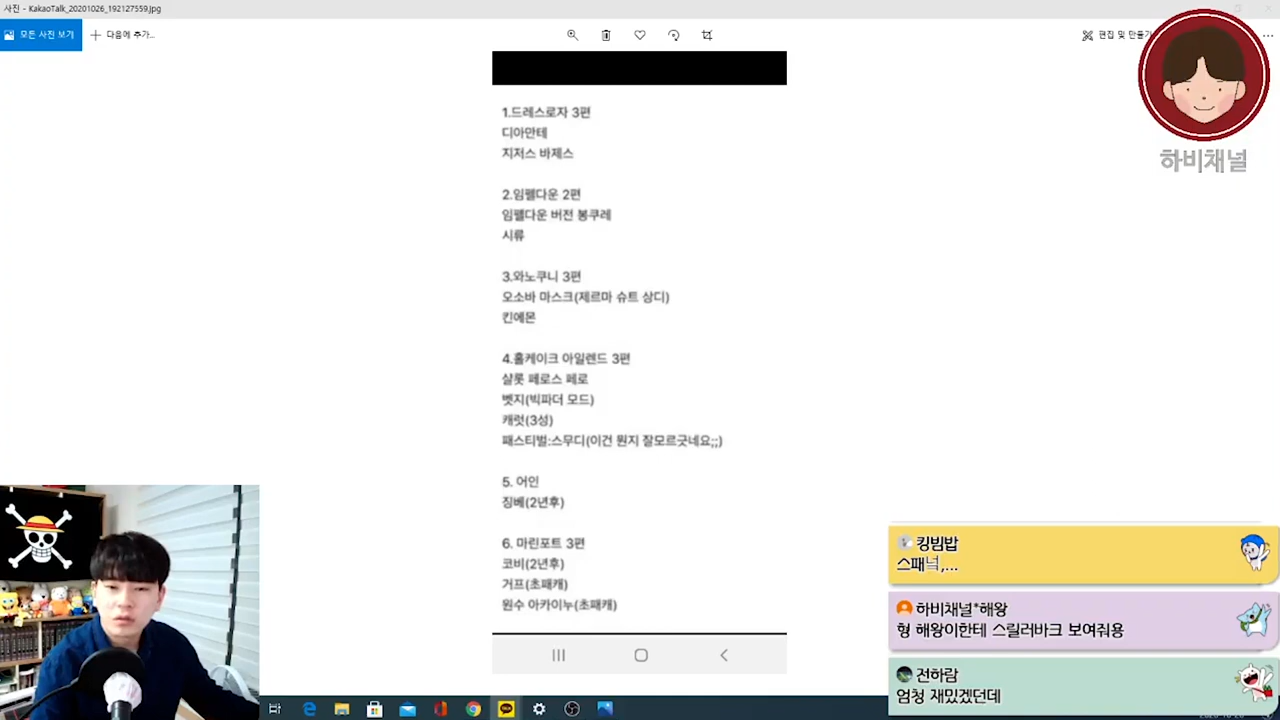 사진 - KakaoTalk_20201026_192127559.jpg
모든 사진 보기
다음에 추가...
편집 및 만들기
하비채널
1.드레스로자 3편
디아만테
지저스 바제스
2.임펠다운 2편
임펠다운 버전 봉쿠레
시류
3.와노쿠니 3편
오소바 마스크(제르마 슈트 상디)
킨에몬
4.홀케이크 아일렌드 3편
샬롯 페로스 페로
벳지(빅파더 모드)
캐럿(3성)
패스티벌:스무디(이건 뭔지 잘모르긋네요;;)
5. 어인
징베(2년후)
6. 마린포트 3편
코비(2년후)
거프(초패캐)
원수 아카이누(초패캐)
킹빔밥
스패널,...
하비채널*해왕
형 해왕이한테 스릴러바크 보여줘용
전하람
엄청 재밌겠던데